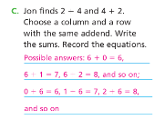 C. Jon finds 2 – 4 and 4 + 2.
Choose a column and a row
with the same addend. Write
the sums. Record the equations.
Possible answers: 6 + 0 = 6,
6 + 1 = 7, 6 + 2 = 8, and so on;
0 + 6 = 6, 1 + 6 = 7, 2 + 6 = 8,
and so on